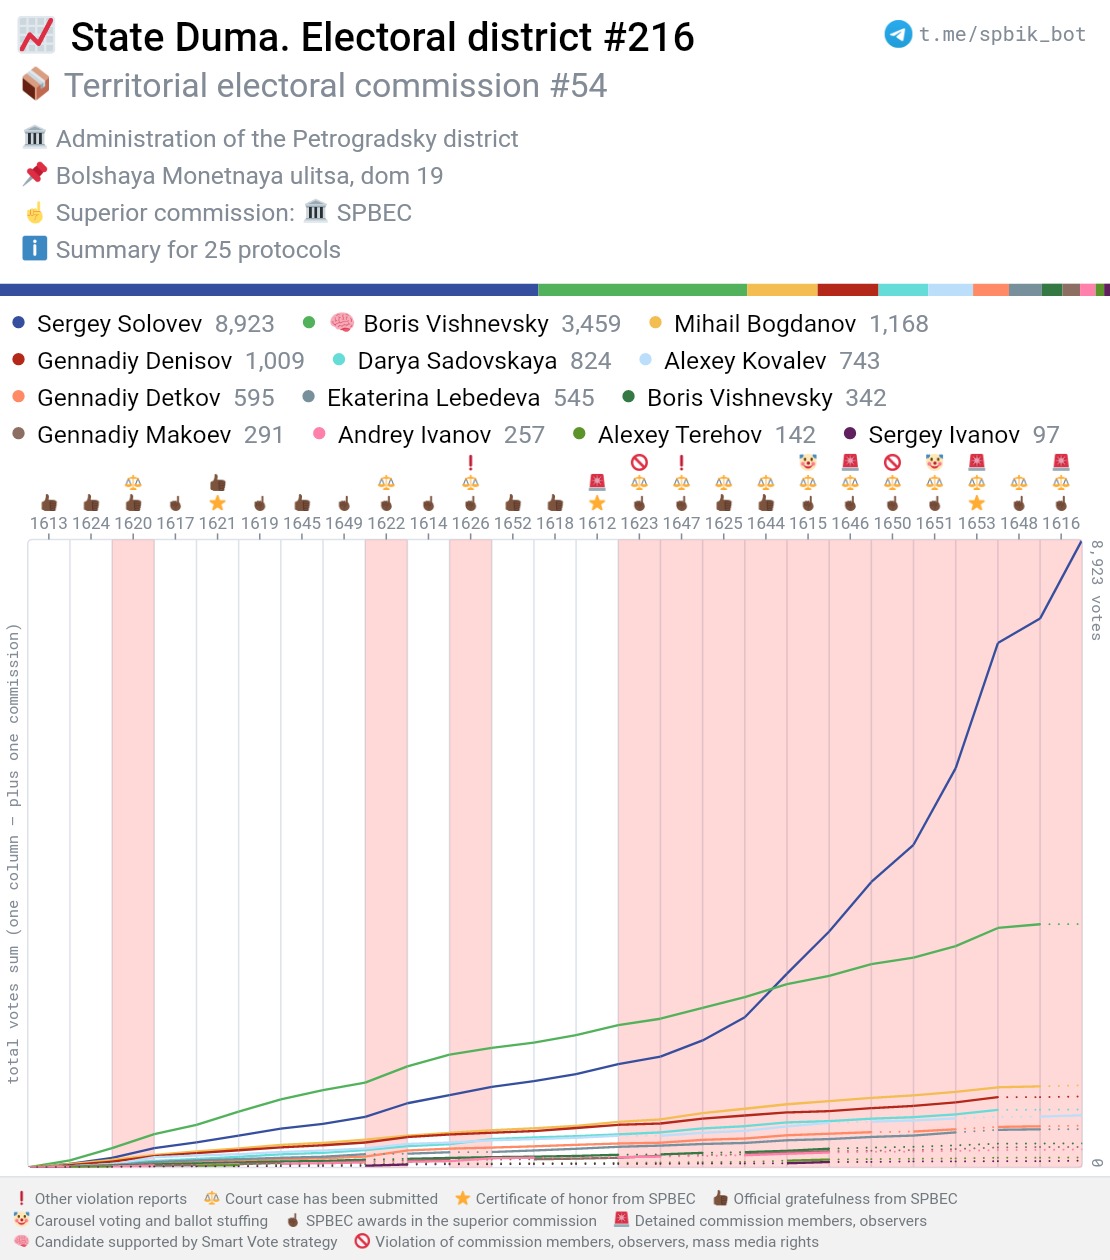 State Duma. Electoral district #216
t.me/spbik_bot
Territorial electoral commission #54
Administration of the Petrogradsky district
Bolshaya Monetnaya ulitsa, dom 19
Superior commission: SPBEC
Summary for 25 protocols
Sergey Solovev 8,923 Boris Vishnevsky 3,459 Mihail Bogdanov 1,168
Gennadiy Denisov 1,009 Darya Sadovskaya 824 Alexey Kovalev 743
Gennadiy Detkov 595 Ekaterina Lebedeva 545 Boris Vishnevsky 342
Gennadiy Makoev 291 Andrey Ivanov 257 Alexey Terehov 142 Sergey Ivanov 97
1613 1624 1620 1617 1621 1619 1645 1649 1622 1614 1626 1652 1618 1612 1623 1647 1625 1644 1615 1646 1650 1651 1653 1648 1616
8,923 votes
total votes sum (one column – plus one commission)
0
Other violation reports Court case has been submitted Certificate of honor from SPBEC Official gratefulness from SPBEC
Carousel voting and ballot stuffing SPBEC awards in the superior commission Detained commission members, observers
Candidate supported by Smart Vote strategy Violation of commission members, observers, mass media rights